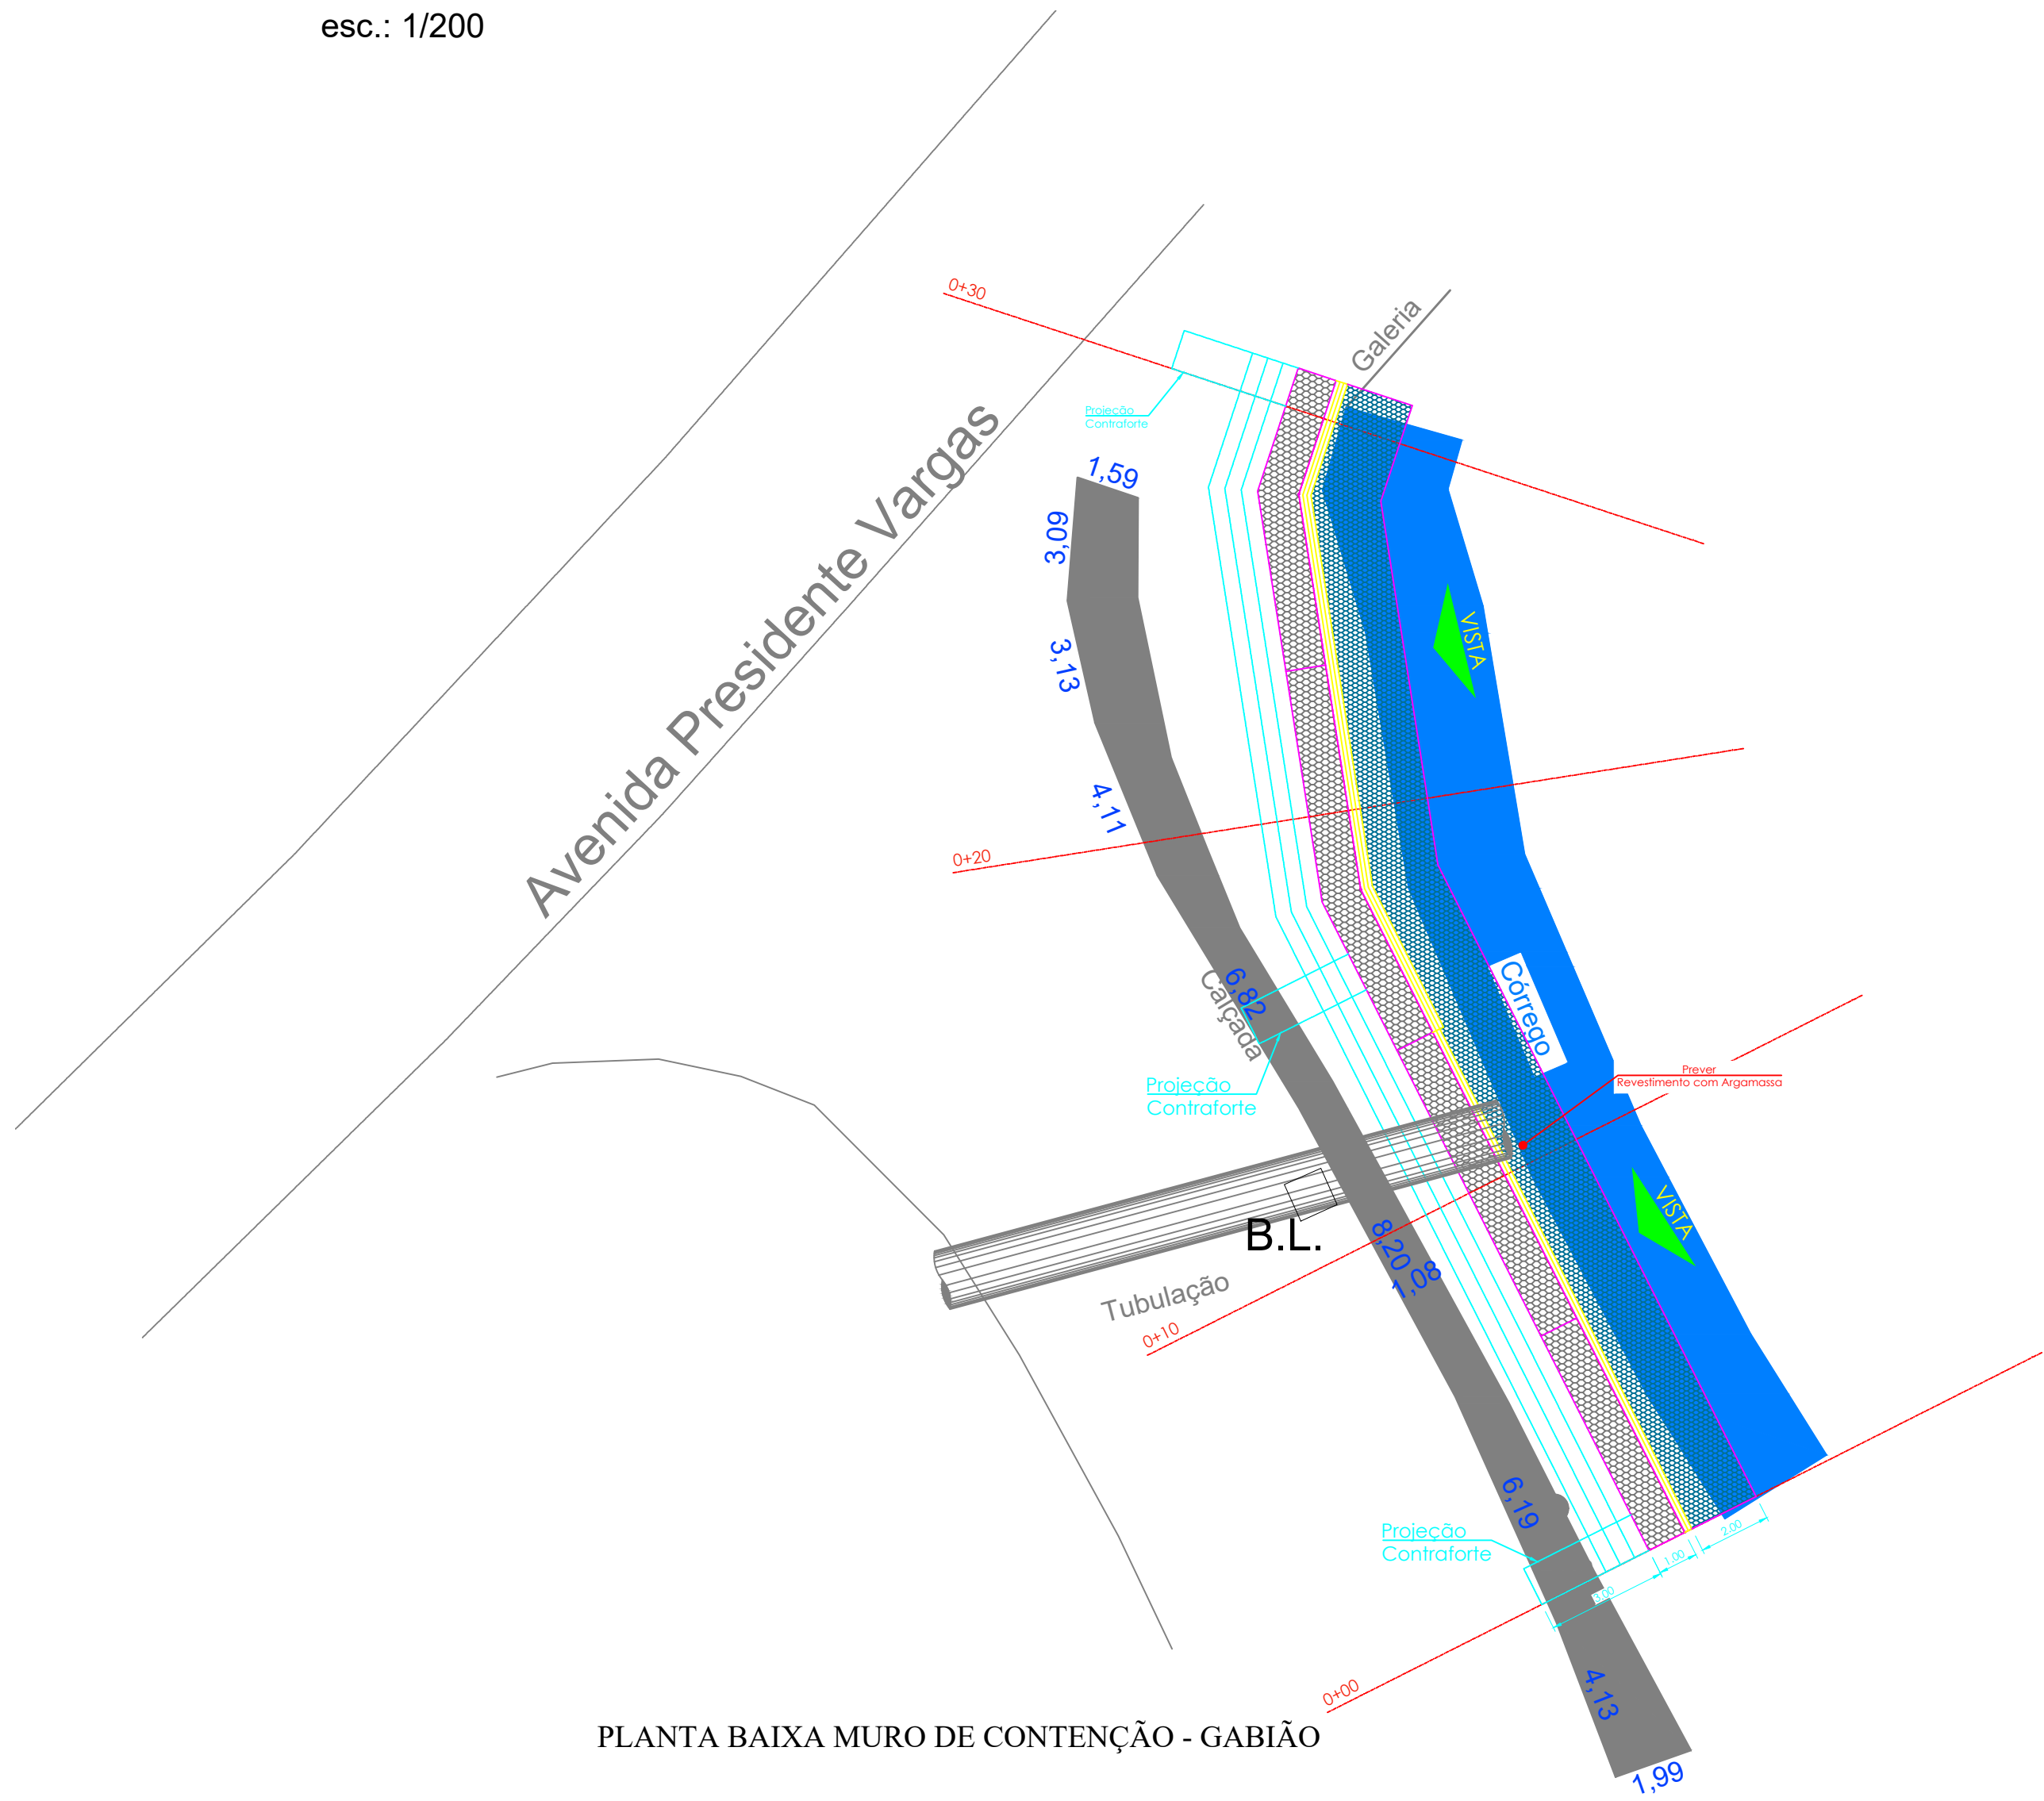 esc.: 1/200
0+30
Galeria
Projeção
Contraforte
Avenida Presidente Vargas
1,59
3,09
3,13
VISTA
4,11
0+20
6,82
Calçada
Córrego
Projeção
Contraforte
Prever
Revestimento com Argamassa
VISTA
B.L.
8,20
1,08
Tubulação
0+10
6,19
Projeção
Contraforte
2.00
1.00
3.00
4,13
0+00
PLANTA BAIXA MURO DE CONTENÇÃO - GABIÃO
1,99